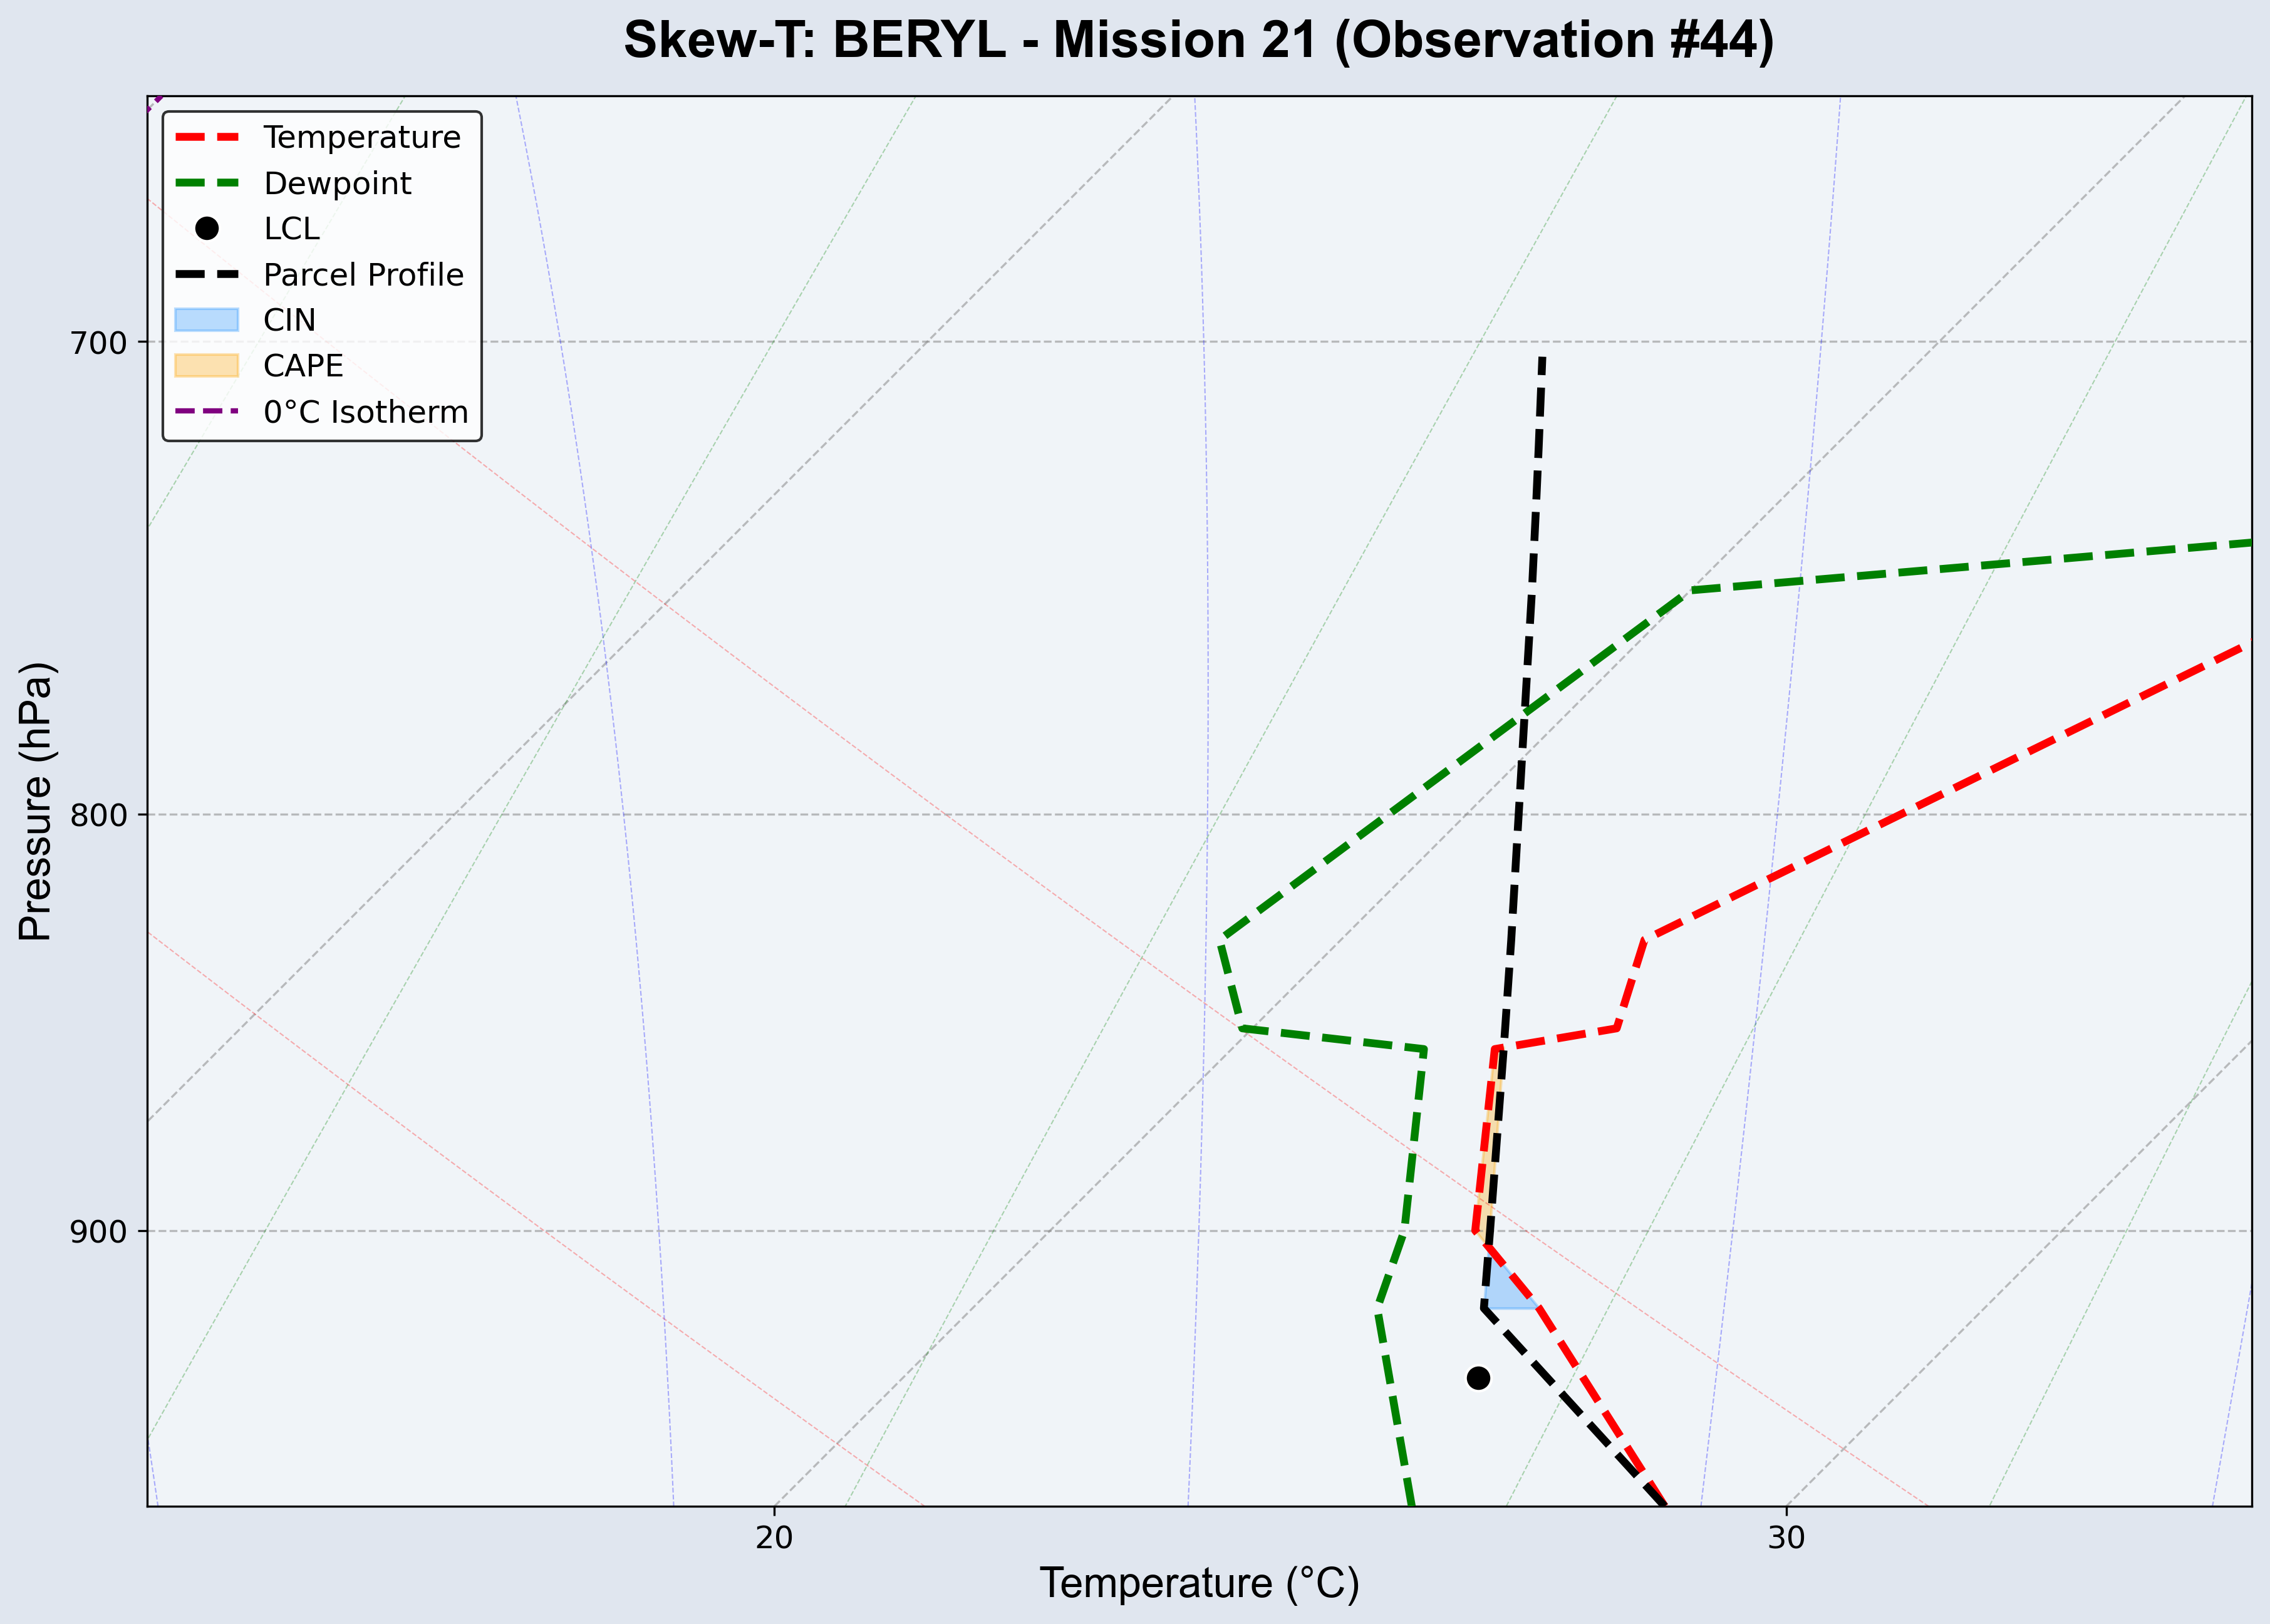 Skew-T: BERYL - Mission 21 (Observation #44)
Temperature
Dewpoint
LCL
Parcel Profile
CIN
CAPE
0°C Isotherm
700
800
900
Pressure (hPa)
20
30
Temperature (°C)